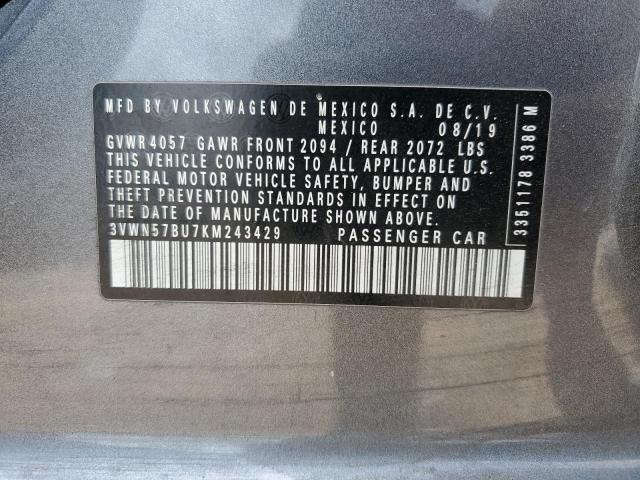 MFD BY VOLKSWAGEN DE MEXICO S.A. DE C.V.
MEXICO 08/19
GVWR 4057 GAWR FRONT 2094 / REAR 2072 LBS
THIS VEHICLE CONFORMS TO ALL APPLICABLE U.S.
FEDERAL MOTOR VEHICLE SAFETY, BUMPER AND
THEFT PREVENTION STANDARDS IN EFFECT ON
THE DATE OF MANUFACTURE SHOWN ABOVE.
3VWN57BU7KM243429 PASSENGER CAR
33511178 3386 M